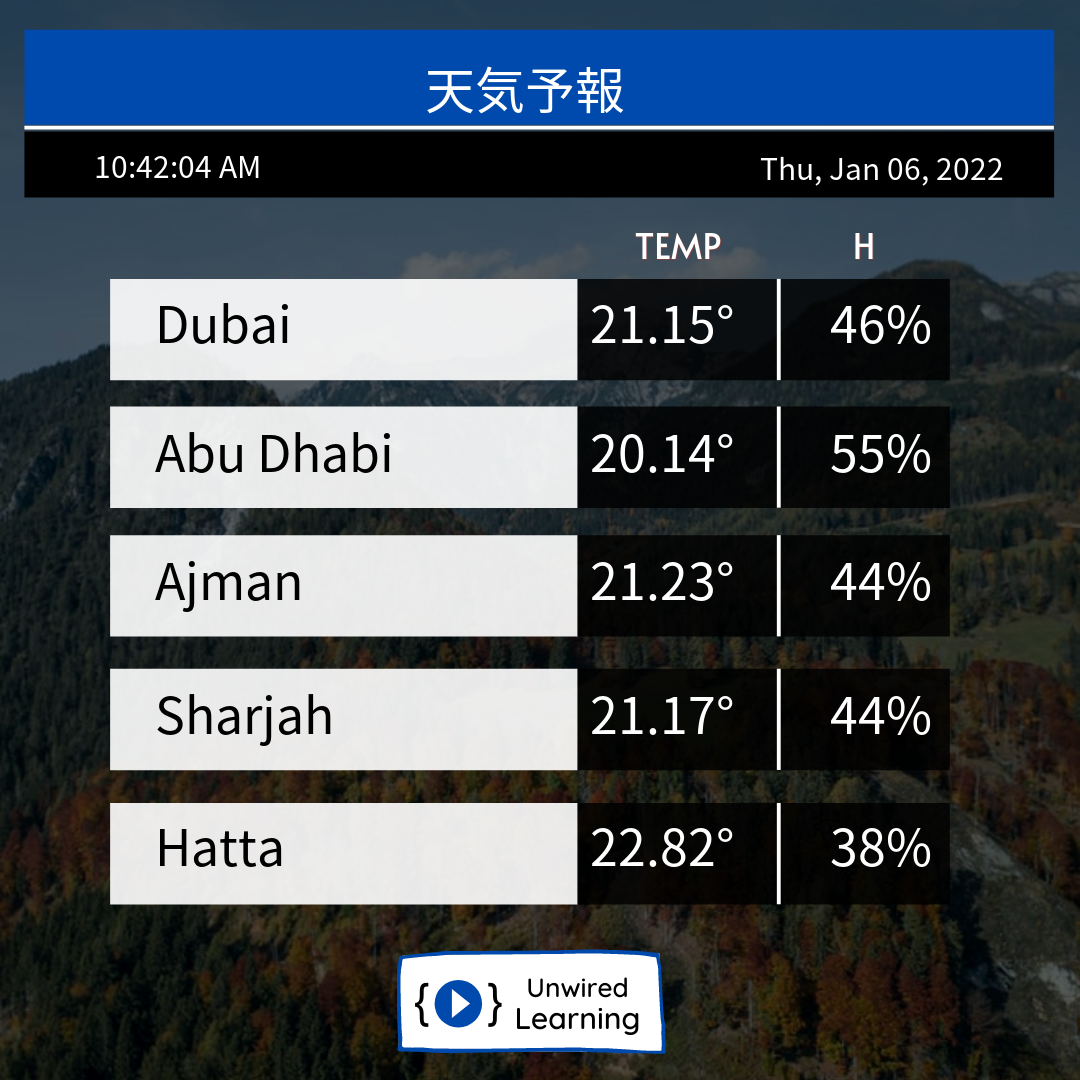 天気予報
10:42:04 AM Thu, Jan 06, 2022
TEMP H
Dubai 21.15° 46%
Abu Dhabi 20.14° 55%
Ajman 21.23° 44%
Sharjah 21.17° 44%
Hatta 22.82° 38%
{ } Unwired
Learning